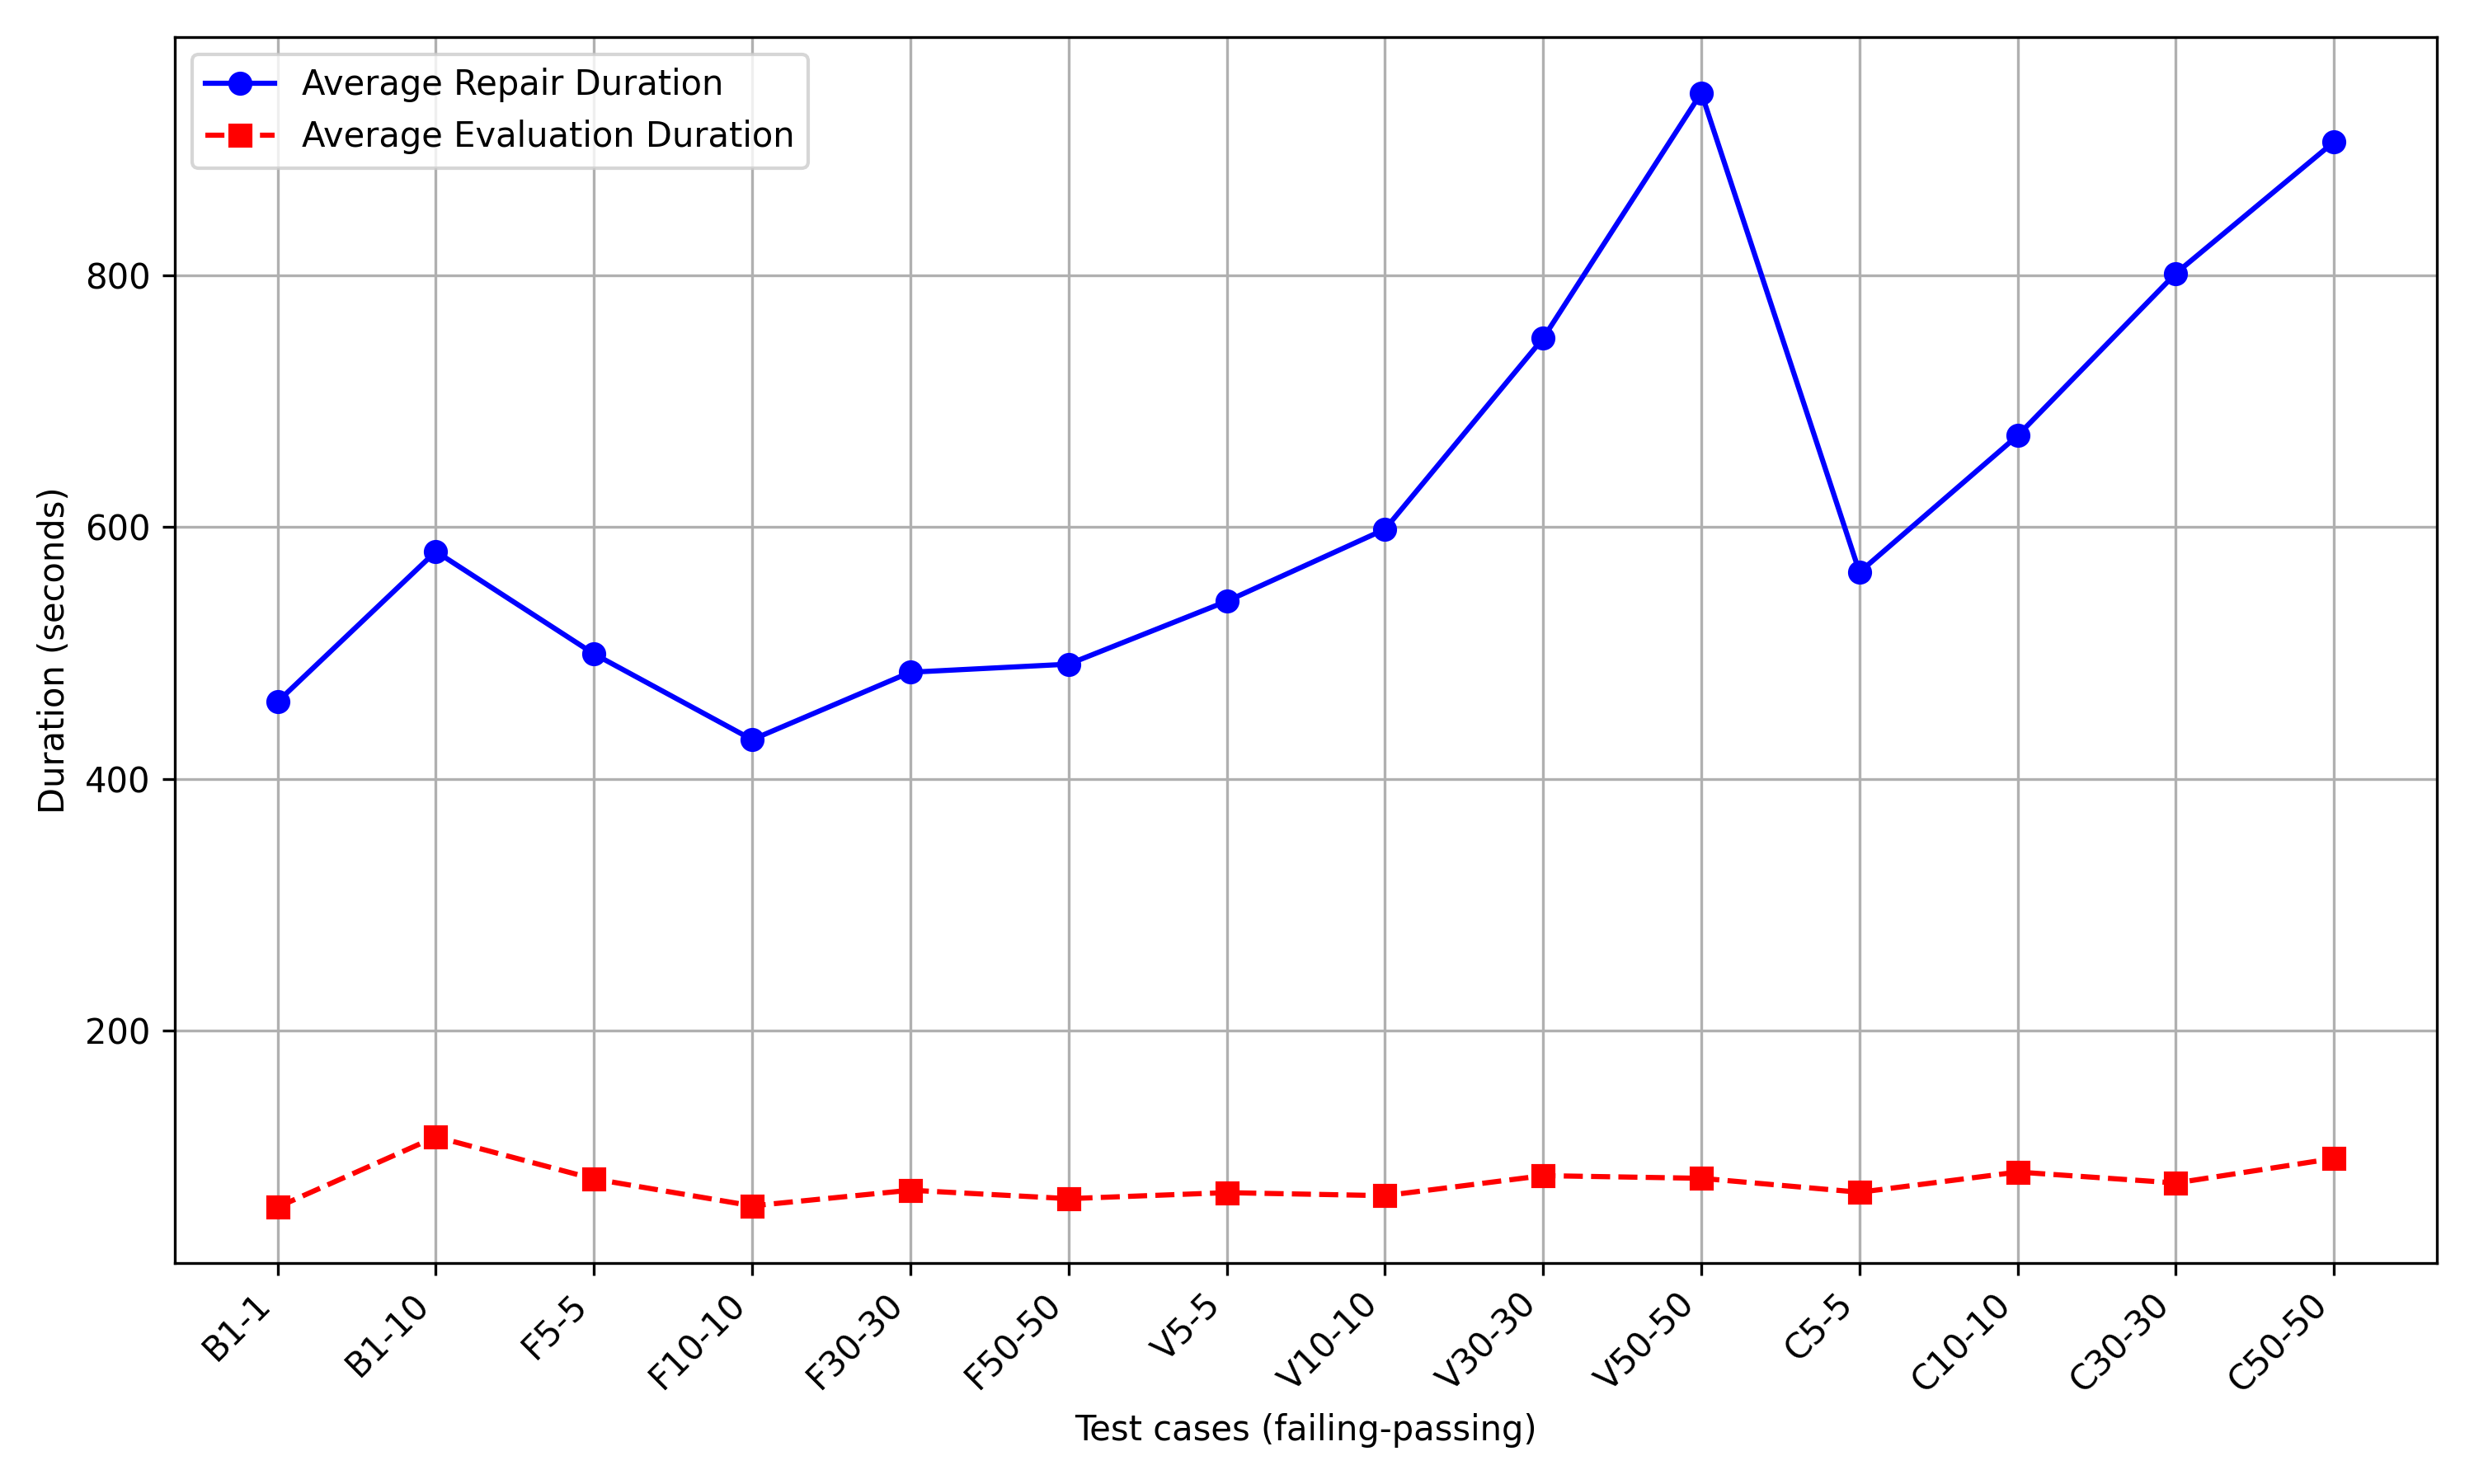 Average Repair Duration
Average Evaluation Duration
Duration (seconds)
800
600
400
200
B1-1
B1-10
F5-5
F10-10
F30-30
F50-50
V5-5
V10-10
V30-30
V50-50
C5-5
C10-10
C30-30
C50-50
Test cases (failing-passing)